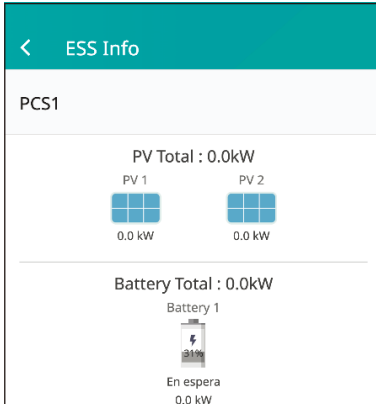 ESS Info
PCS1
PV Total : 0.0kW
PV 1 PV 2
0.0 kW 0.0 kW
Battery Total : 0.0kW
Battery 1
31%
En espera
0.0 kW